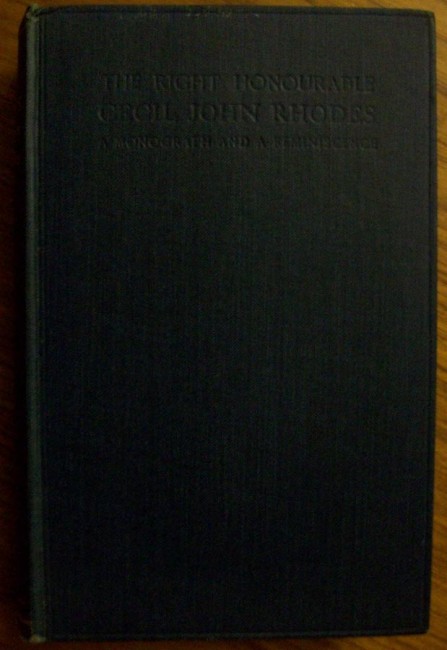 THE RIGHT HONOURABLE
CECIL JOHN RHODES
A MONOGRAPH AND A REMINISCENCE